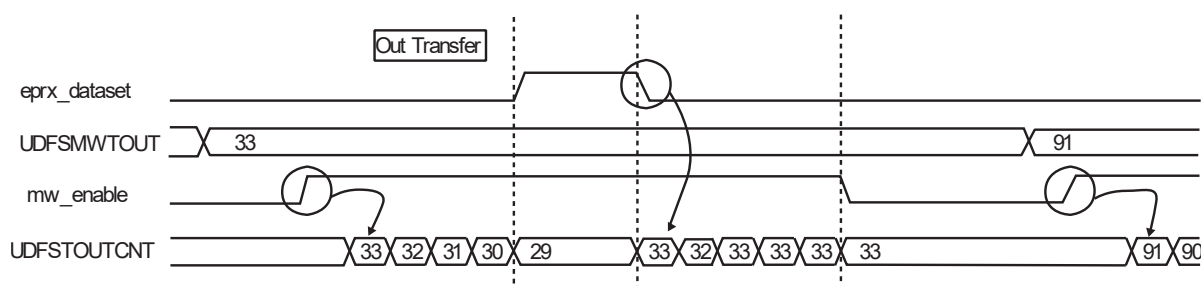 Out Transfer
eprx_dataset
UDFSMWTOUT 33 91
mw_enable
UDFSTOUTCNT 33 32 31 30 29 33 32 33 33 33 33 91 90